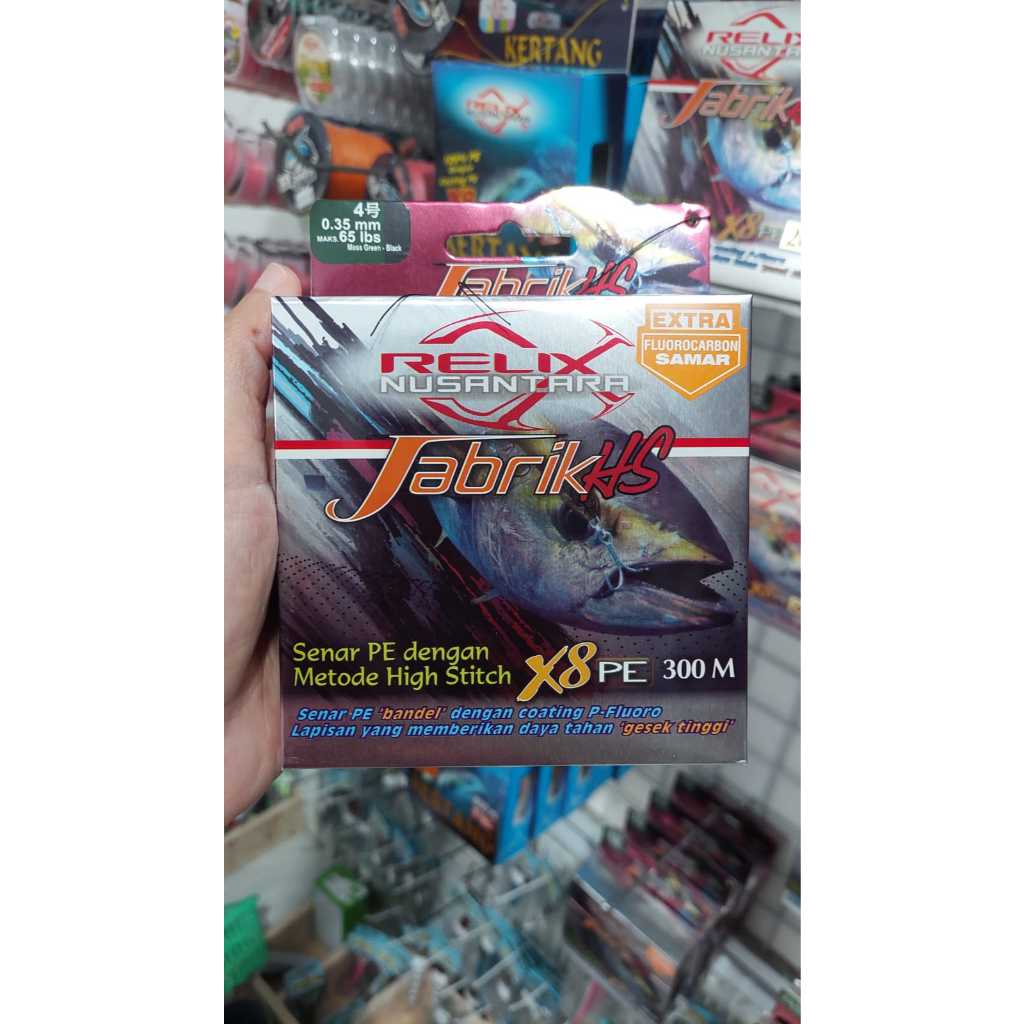 KERTANG
RELIX
NUSANTARA
Jabrik
X8 PE
RELIX
4号
0.35 mm
MAKS.65 lbs
Moss Green - Black
JabrikHS
EXTRA
FLUOROCARBON
SAMAR
RELIX
NUSANTARA
JabrikHS
Senar PE dengan
Metode High Stitch
X8 PE 300 M
Senar PE 'bandel' dengan coating P-Fluoro
Lapisan yang memberikan daya tahan 'gesek tinggi'